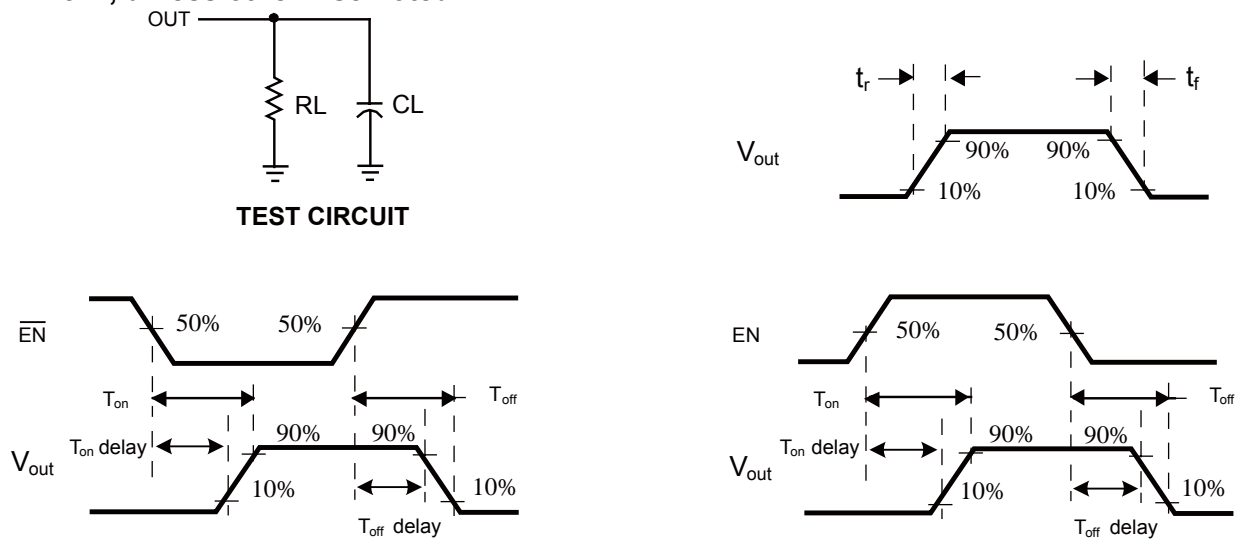 OUT
RL
CL
TEST CIRCUIT
tr
tf
Vout
90%
90%
10%
10%
EN
50%
50%
Ton
Toff
Ton delay
90%
90%
Vout
10%
10%
Toff delay
EN
50%
50%
Ton
Toff
Ton delay
90%
90%
Vout
10%
10%
Toff delay